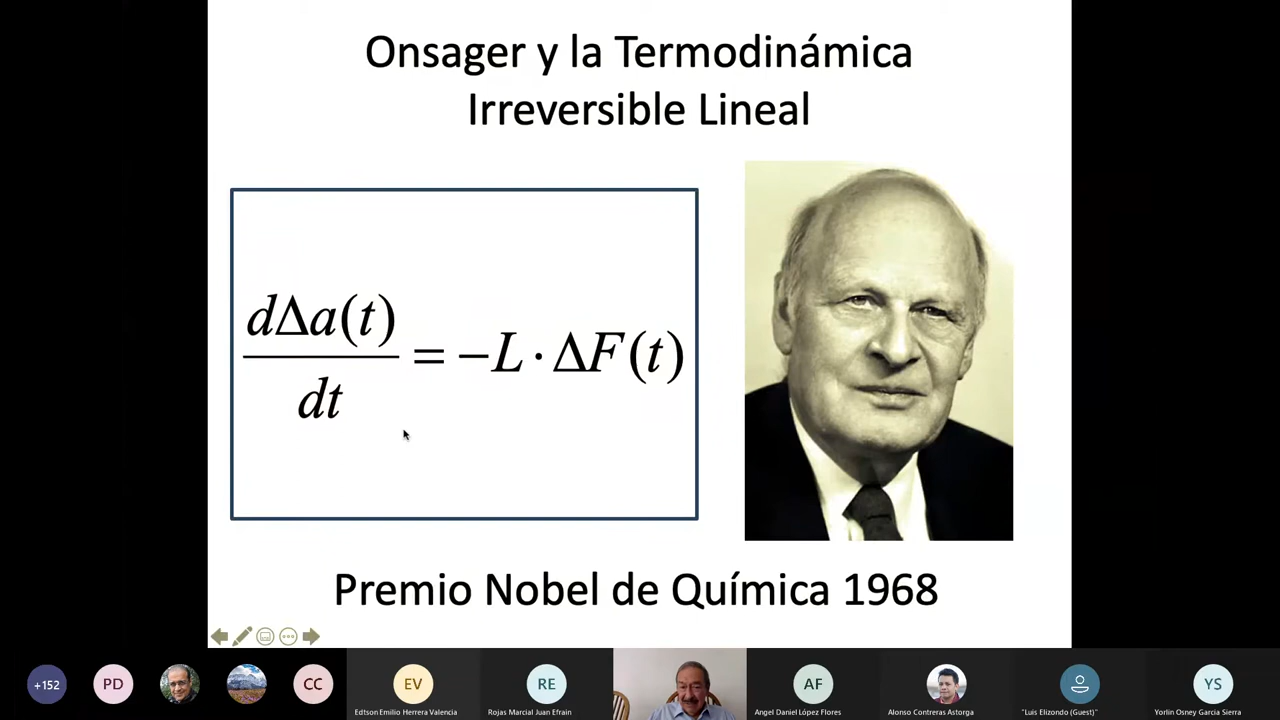 Onsager y la Termodinámica
Irreversible Lineal
dΔa(t)
dt
= −L · ΔF(t)
Premio Nobel de Química 1968
+152
PD
CC
EV
Edtson Emilio Herrera Valencia
RE
Rojas Marcial Juan Efrain
AF
Angel Daniel López Flores
Alonso Contreras Astorga
"Luis Elizondo (Guest)"
YS
Yorlin Osney Garcia Sierra